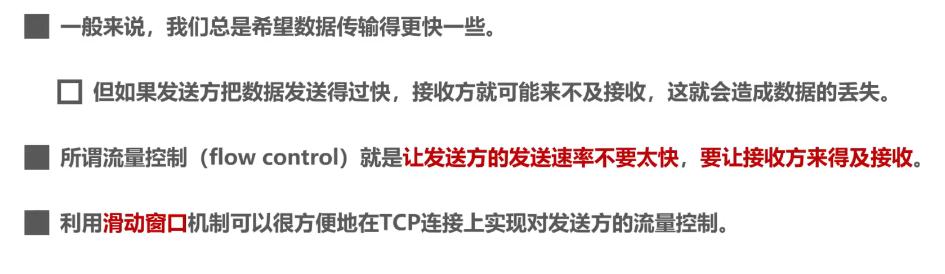 一般来说，我们总是希望数据传输得更快一些。
但如果发送方把数据发送得过快，接收方就可能来不及接收，这就会造成数据的丢失。
所谓流量控制（flow control）就是让发送方的发送速率不要太快，要让接收方来得及接收。
利用滑动窗口机制可以很方便地在TCP连接上实现对发送方的流量控制。